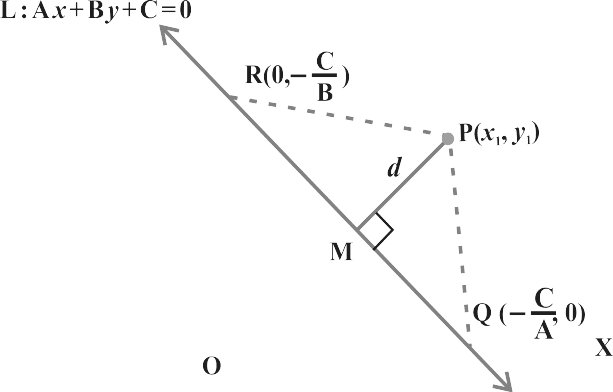 L : Ax + By + C = 0
R(0, −C/B)
P(x₁, y₁)
d
M
Q (−C/A, 0)
X
O